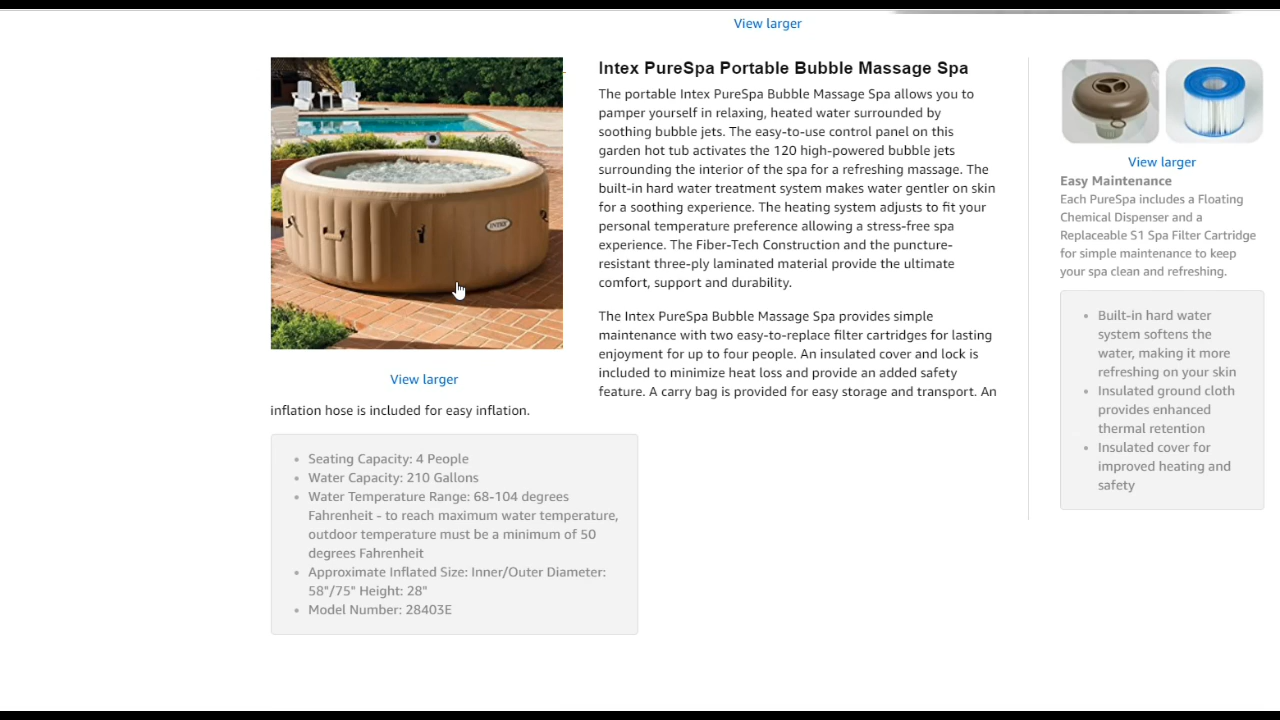 View larger
Intex PureSpa Portable Bubble Massage Spa
The portable Intex PureSpa Bubble Massage Spa allows you to
pamper yourself in relaxing, heated water surrounded by
soothing bubble jets. The easy-to-use control panel on this
garden hot tub activates the 120 high-powered bubble jets
surrounding the interior of the spa for a refreshing massage. The
built-in hard water treatment system makes water gentler on skin
for a soothing experience. The heating system adjusts to fit your
personal temperature preference allowing a stress-free spa
experience. The Fiber-Tech Construction and the puncture-
resistant three-ply laminated material provide the ultimate
comfort, support and durability.
The Intex PureSpa Bubble Massage Spa provides simple
maintenance with two easy-to-replace filter cartridges for lasting
enjoyment for up to four people. An insulated cover and lock is
included to minimize heat loss and provide an added safety
feature. A carry bag is provided for easy storage and transport. An
inflation hose is included for easy inflation.
INTEX
View larger
• Seating Capacity: 4 People
• Water Capacity: 210 Gallons
• Water Temperature Range: 68-104 degrees
Fahrenheit - to reach maximum water temperature,
outdoor temperature must be a minimum of 50
degrees Fahrenheit
• Approximate Inflated Size: Inner/Outer Diameter:
58"/75" Height: 28"
• Model Number: 28403E
View larger
Easy Maintenance
Each PureSpa includes a Floating
Chemical Dispenser and a
Replaceable S1 Spa Filter Cartridge
for simple maintenance to keep
your spa clean and refreshing.
• Built-in hard water
system softens the
water, making it more
refreshing on your skin
• Insulated ground cloth
provides enhanced
thermal retention
• Insulated cover for
improved heating and
safety